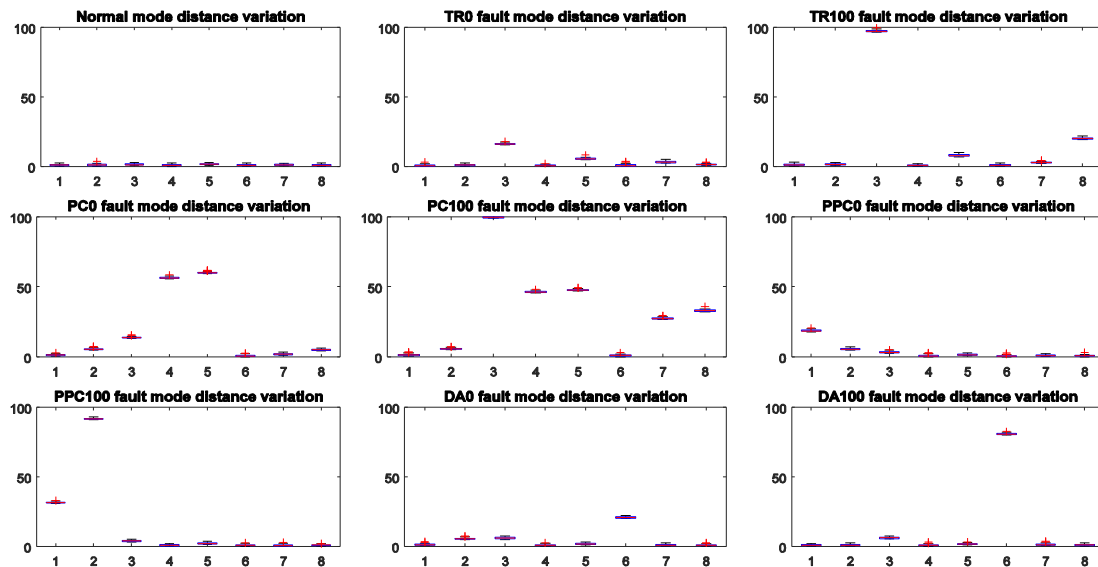 Normal mode distance variation
100
50
0
1 2 3 4 5 6 7 8
TR0 fault mode distance variation
100
50
0
1 2 3 4 5 6 7 8
TR100 fault mode distance variation
100
50
0
1 2 3 4 5 6 7 8
PC0 fault mode distance variation
100
50
0
1 2 3 4 5 6 7 8
PC100 fault mode distance variation
100
50
0
1 2 3 4 5 6 7 8
PPC0 fault mode distance variation
100
50
0
1 2 3 4 5 6 7 8
PPC100 fault mode distance variation
100
50
0
1 2 3 4 5 6 7 8
DA0 fault mode distance variation
100
50
0
1 2 3 4 5 6 7 8
DA100 fault mode distance variation
100
50
0
1 2 3 4 5 6 7 8